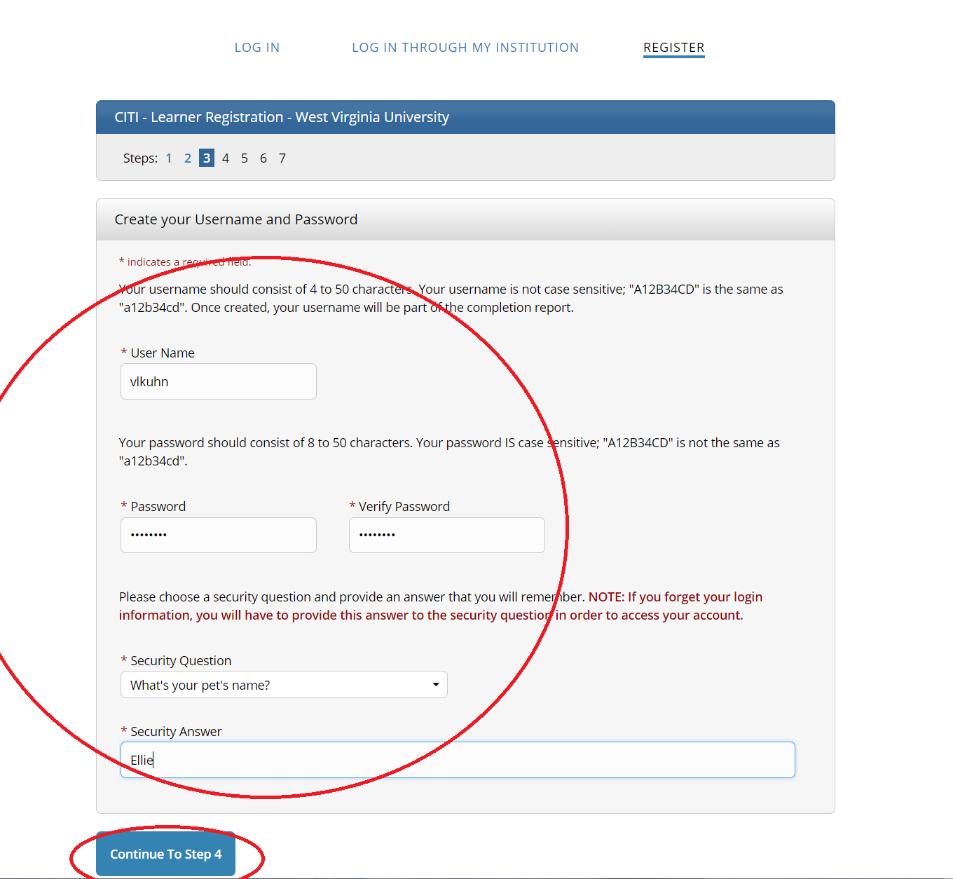 LOG IN LOG IN THROUGH MY INSTITUTION REGISTER
CITI - Learner Registration - West Virginia University
Steps: 1 2 3 4 5 6 7
Create your Username and Password
* indicates a required field.
Your username should consist of 4 to 50 characters. Your username is not case sensitive; "A12B34CD" is the same as
"a12b34cd". Once created, your username will be part of the completion report.
* User Name
vlkuhn
Your password should consist of 8 to 50 characters. Your password IS case sensitive; "A12B34CD" is not the same as
"a12b34cd".
* Password * Verify Password
•••••••• ••••••••
Please choose a security question and provide an answer that you will remember. NOTE: If you forget your login
information, you will have to provide this answer to the security question in order to access your account.
* Security Question
What's your pet's name?
* Security Answer
Ellie
Continue To Step 4